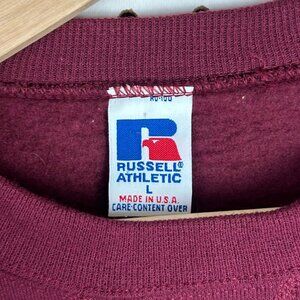 RUSSELL®
ATHLETIC
L
MADE IN U.S.A.
CARE-CONTENT OVER